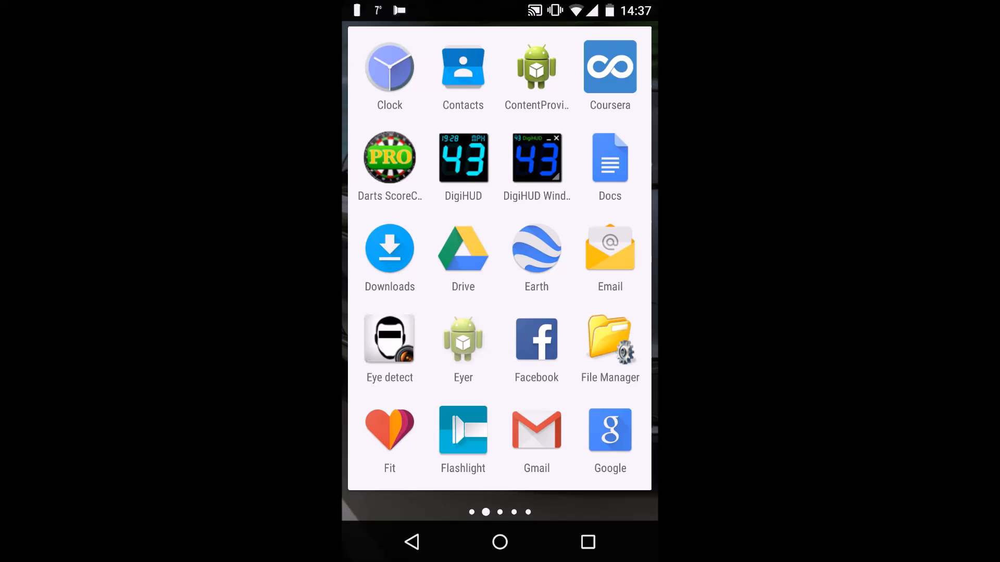 7° 14:37
Clock Contacts ContentProvi.. Coursera
PRO
19:28 MPH
43
43 DigiHUD
43
Darts ScoreC.. DigiHUD DigiHUD Wind.. Docs
@
Downloads Drive Earth Email
f
Eye detect Eyer Facebook File Manager
g
Fit Flashlight Gmail Google